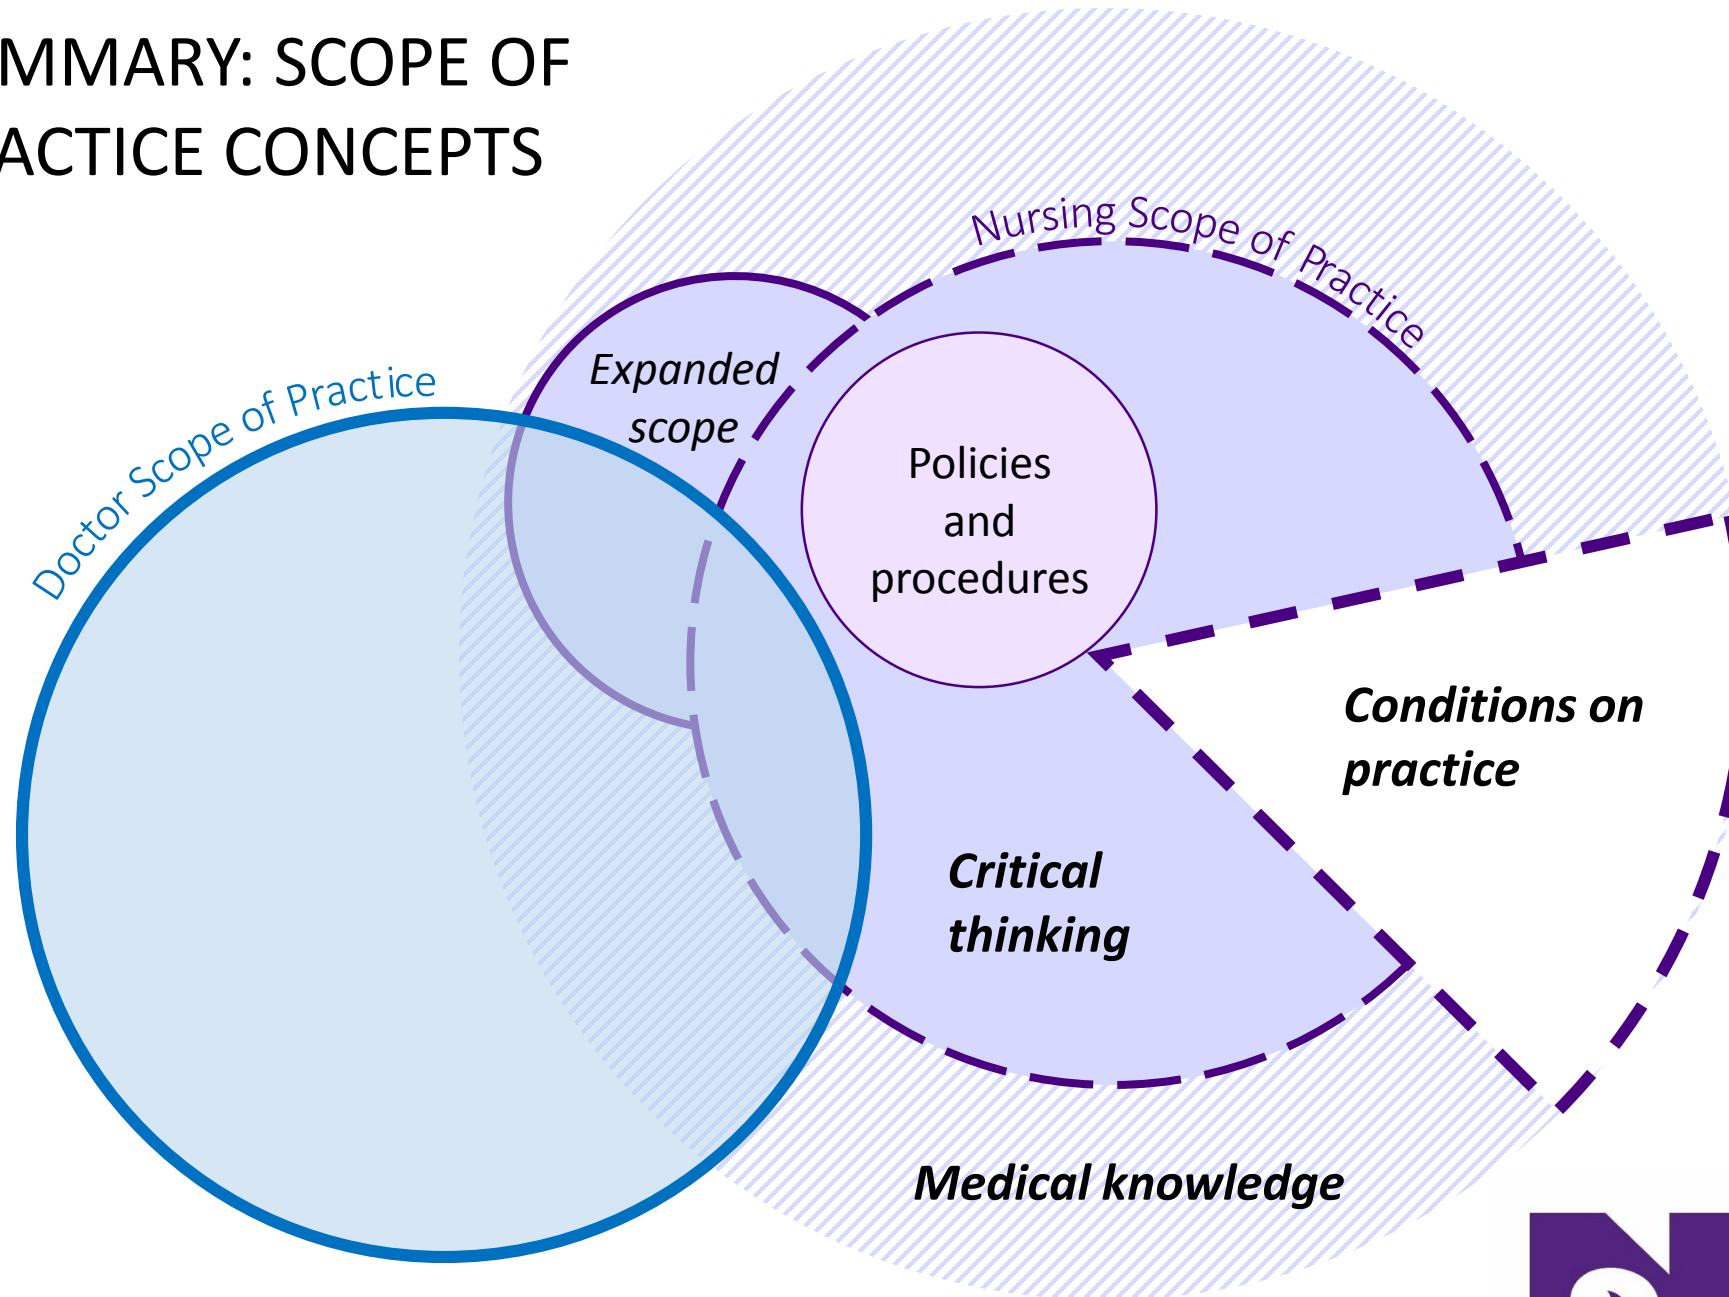 MMARY: SCOPE OF
ACTICE CONCEPTS
Nursing Scope of Practice
Doctor Scope of Practice
Expanded
scope
Policies
and
procedures
Conditions on
practice
Critical
thinking
Medical knowledge